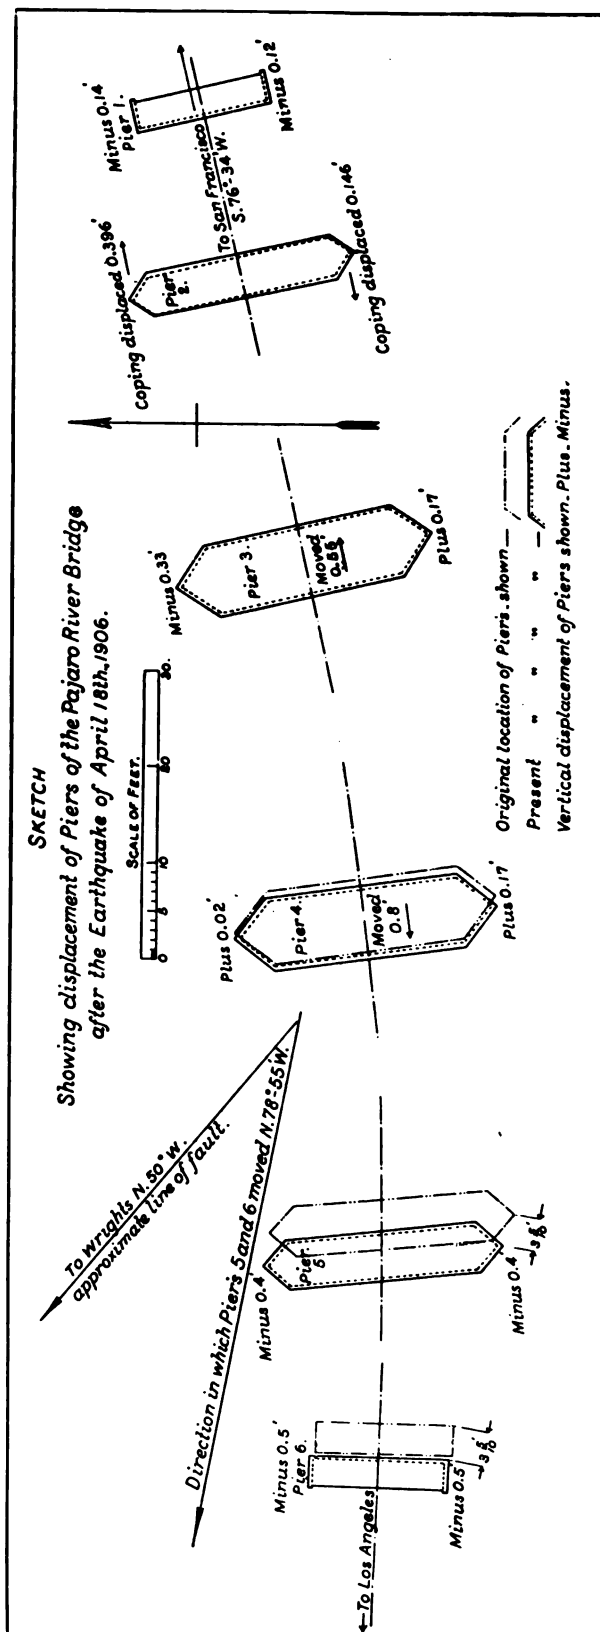 SKETCH
Showing displacement of Piers of the Pajaro River Bridge
after the Earthquake of April 18th, 1906.
SCALE OF FEET.
0 5 10 20 30.
To Wrights N. 50° W.
approximate line of fault.
Direction in which Piers 5 and 6 moved N. 78°-55' W.
Minus 0.5'
Pier 6.
Minus 0.5
3 6/10'
←To Los Angeles
Minus 0.4'
Pier
5
Minus 0.4
3 6/10'
Plus 0.02'
Pier 4.
Moved
0.8'
Plus 0.17'
Minus 0.33'
Pier 3.
Moved
Plus 0.17'
Coping displaced 0.396'
Pier
2.
Coping displaced 0.146'
To San Francisco
S. 76°-34' W.
Minus 0.14'
Pier 1.
Minus 0.12'
Original location of Piers. shown
Present " " " "
Vertical displacement of Piers shown. Plus. Minus.